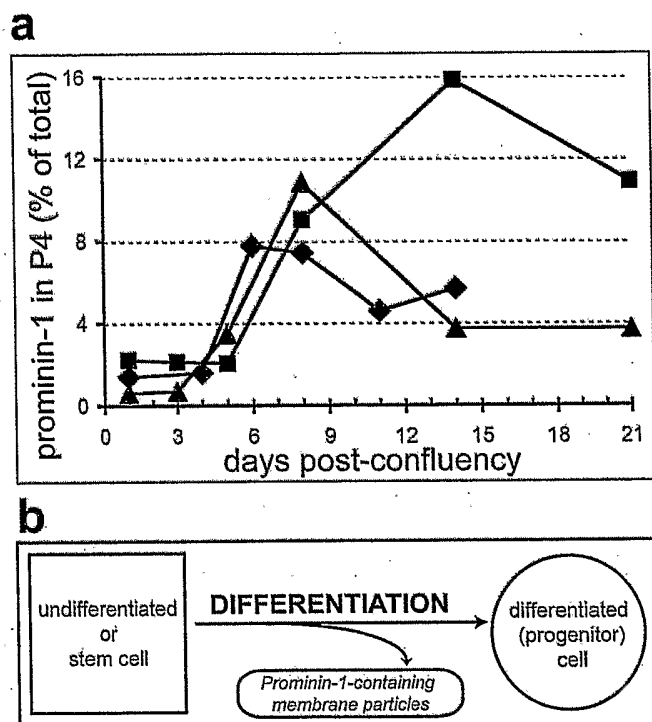 a
prominin-1 in P4 (% of total)
16
12
8
4
0
0 3 6 9 12 15 18 21
days post-confluency
b
undifferentiated
or
stem cell
DIFFERENTIATION
Prominin-1-containing
membrane particles
differentiated
(progenitor)
cell